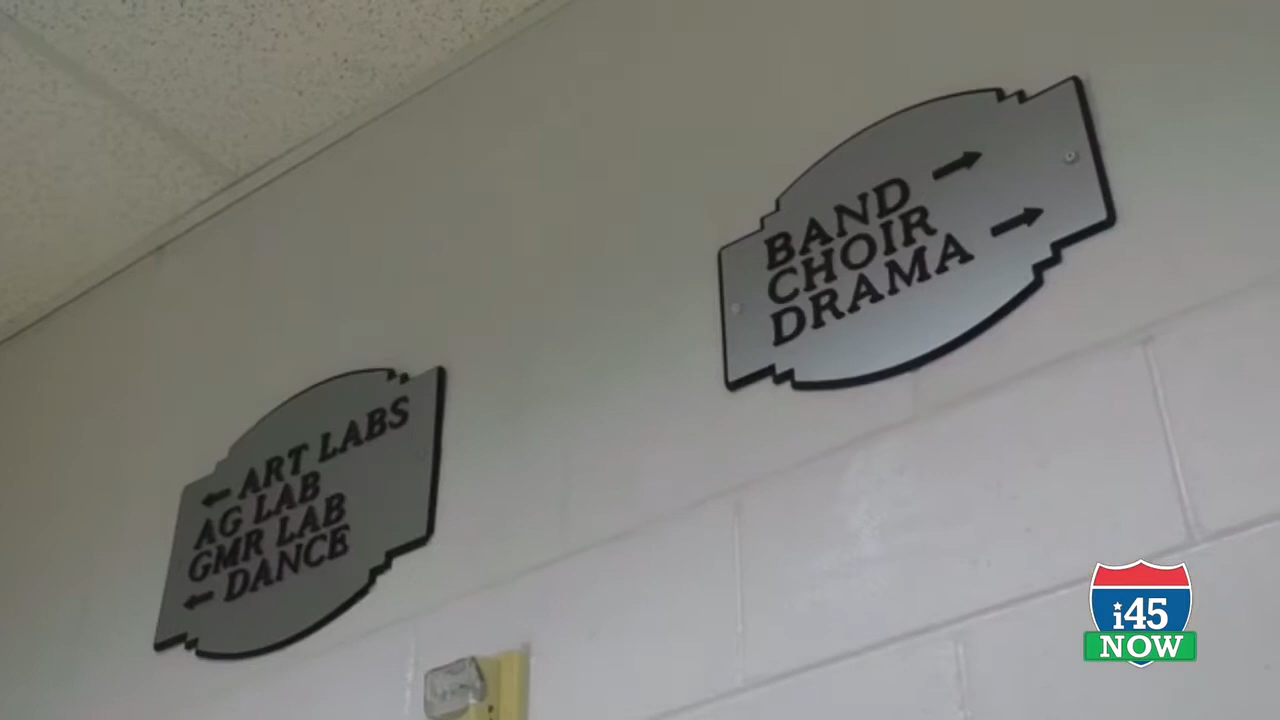 BAND →
CHOIR
DRAMA →
← ART LABS
AG LAB
GMR LAB
← DANCE
i45
NOW